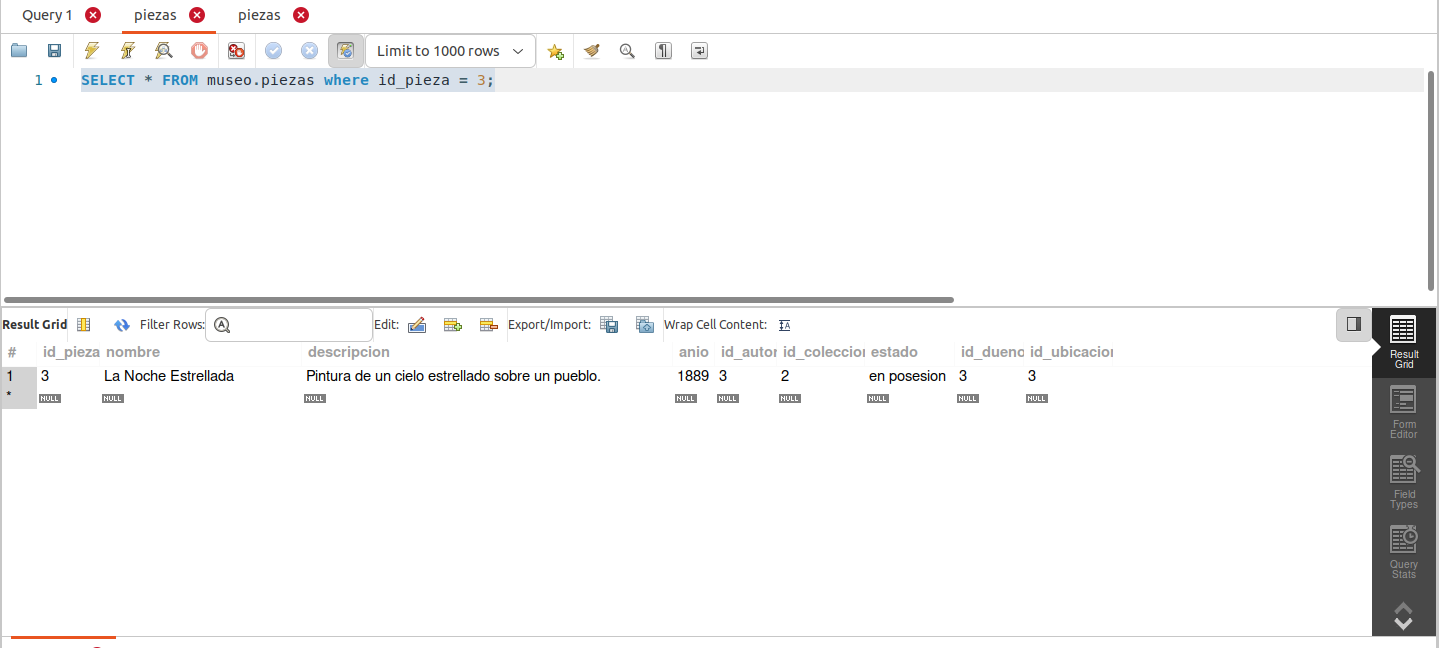 Query 1 piezas piezas
Limit to 1000 rows
1 SELECT * FROM museo.piezas where id_pieza = 3;
Result Grid Filter Rows: Edit: Export/Import: Wrap Cell Content:
# id_pieza nombre descripcion anio id_autor id_coleccion estado id_dueno id_ubicacion
1 3 La Noche Estrellada Pintura de un cielo estrellado sobre un pueblo. 1889 3 2 en posesion 3 3
* NULL NULL NULL NULL NULL NULL NULL NULL NULL
Result
Grid
Form
Editor
Field
Types
Query
Stats